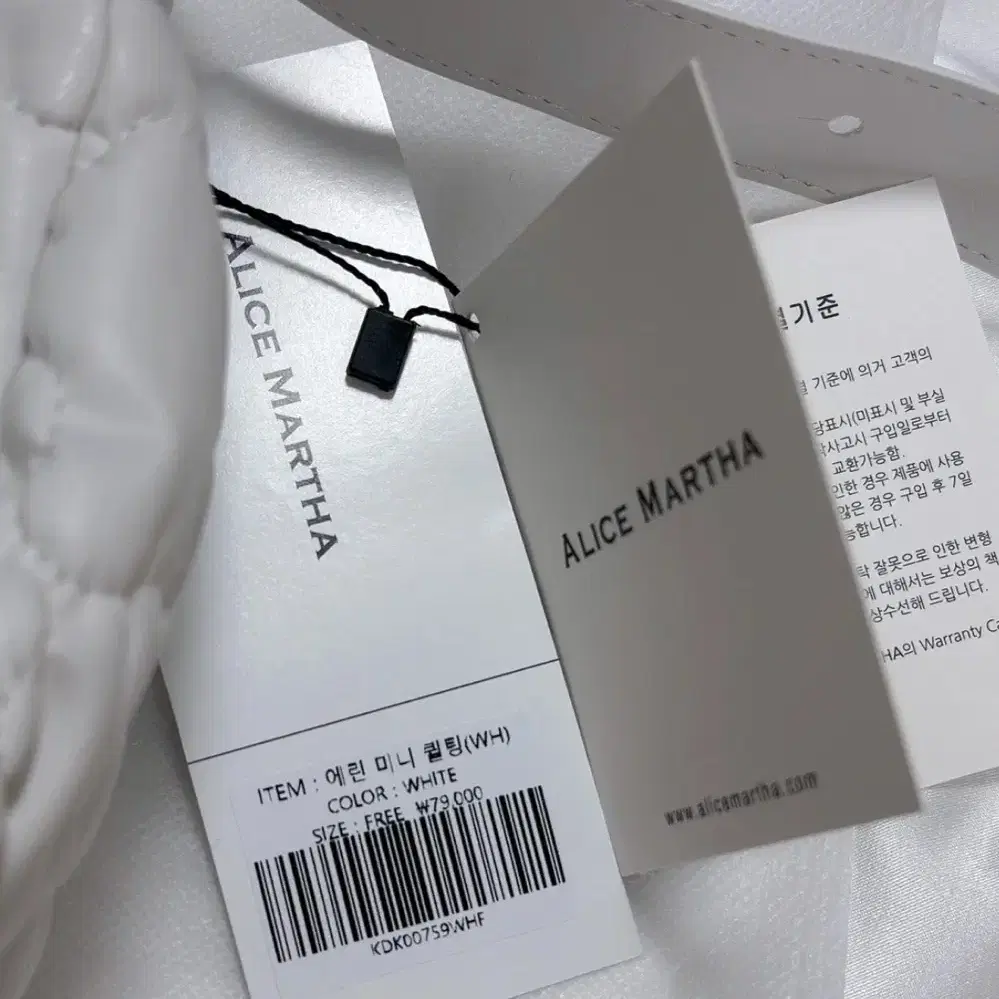 ALICE MARTHA
ITEM : 에린 미니 퀼팅(WH)
COLOR : WHITE
SIZE : FREE ₩79,000
KDK00759WHF
ALICE MARTHA
www.alicemartha.com
기준
기준에 의거 고객의
당표시(미표시 및 부실
사고시 구입일로부터
교환가능함.
인한 경우 제품에 사용
않은 경우 구입 후 7일
능합니다.
탁 잘못으로 인한 변형
에 대해서는 보상의 책
상수선해 드립니다.
HA의 Warranty Ca